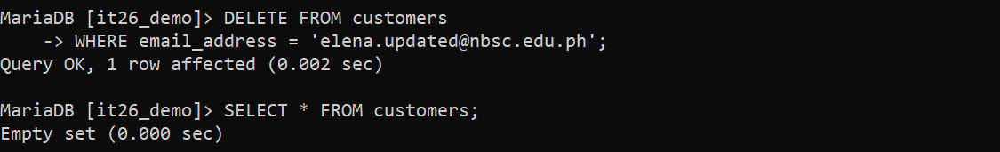 MariaDB [it26_demo]> DELETE FROM customers
    -> WHERE email_address = 'elena.updated@nbsc.edu.ph';
Query OK, 1 row affected (0.002 sec)

MariaDB [it26_demo]> SELECT * FROM customers;
Empty set (0.000 sec)